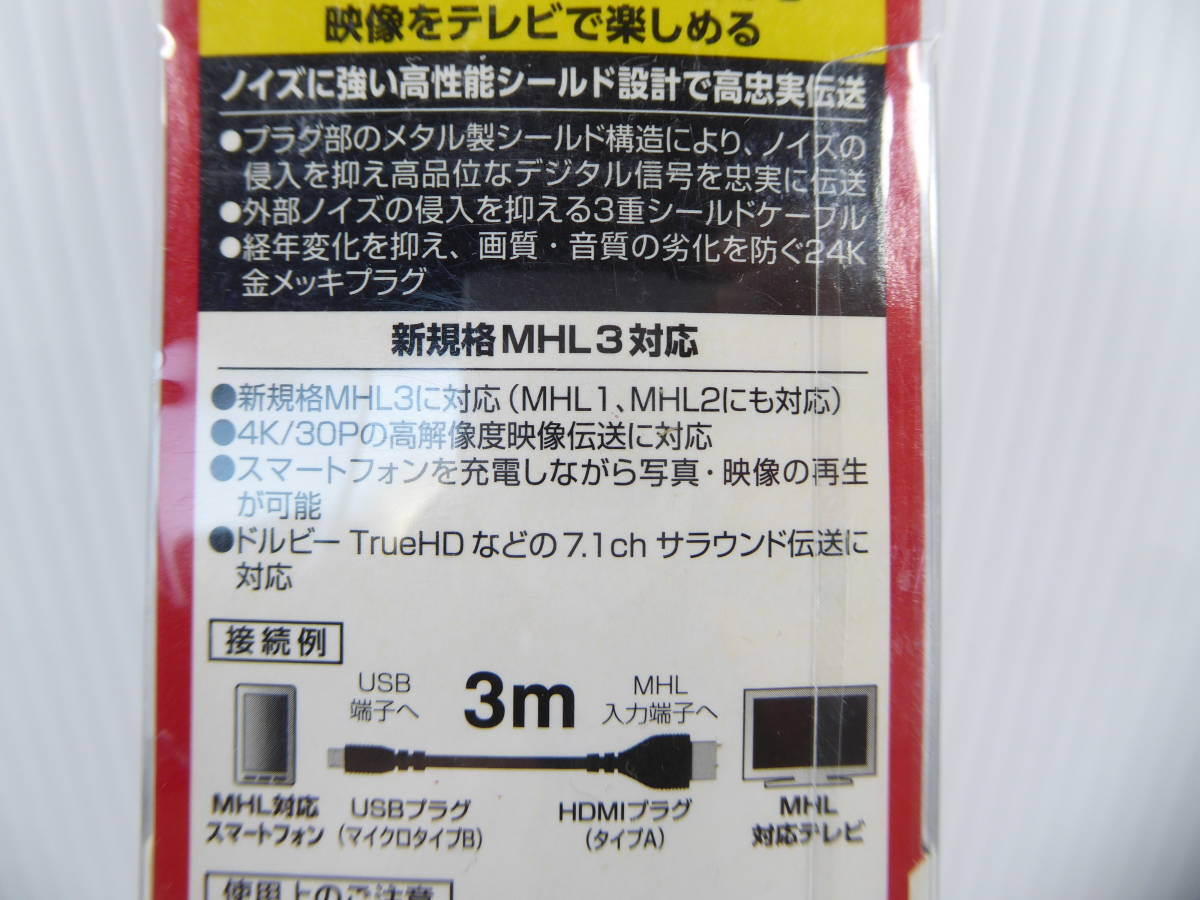 映像をテレビで楽しめる
ノイズに強い高性能シールド設計で高忠実伝送
●プラグ部のメタル製シールド構造により、ノイズの
侵入を抑え高品位なデジタル信号を忠実に伝送
●外部ノイズの侵入を抑える3重シールドケーブル
●経年変化を抑え、画質・音質の劣化を防ぐ24K
金メッキプラグ
新規格MHL3対応
●新規格MHL3に対応(MHL1、MHL2にも対応)
●4K/30Pの高解像度映像伝送に対応
●スマートフォンを充電しながら写真・映像の再生
が可能
●ドルビー TrueHDなどの7.1ch サラウンド伝送に
対応
接続例
USB
端子へ
3m
MHL
入力端子へ
MHL対応
スマートフォン
USBプラグ
(マイクロタイプB)
HDMIプラグ
(タイプA)
MHL
対応テレビ
使用上のご注意